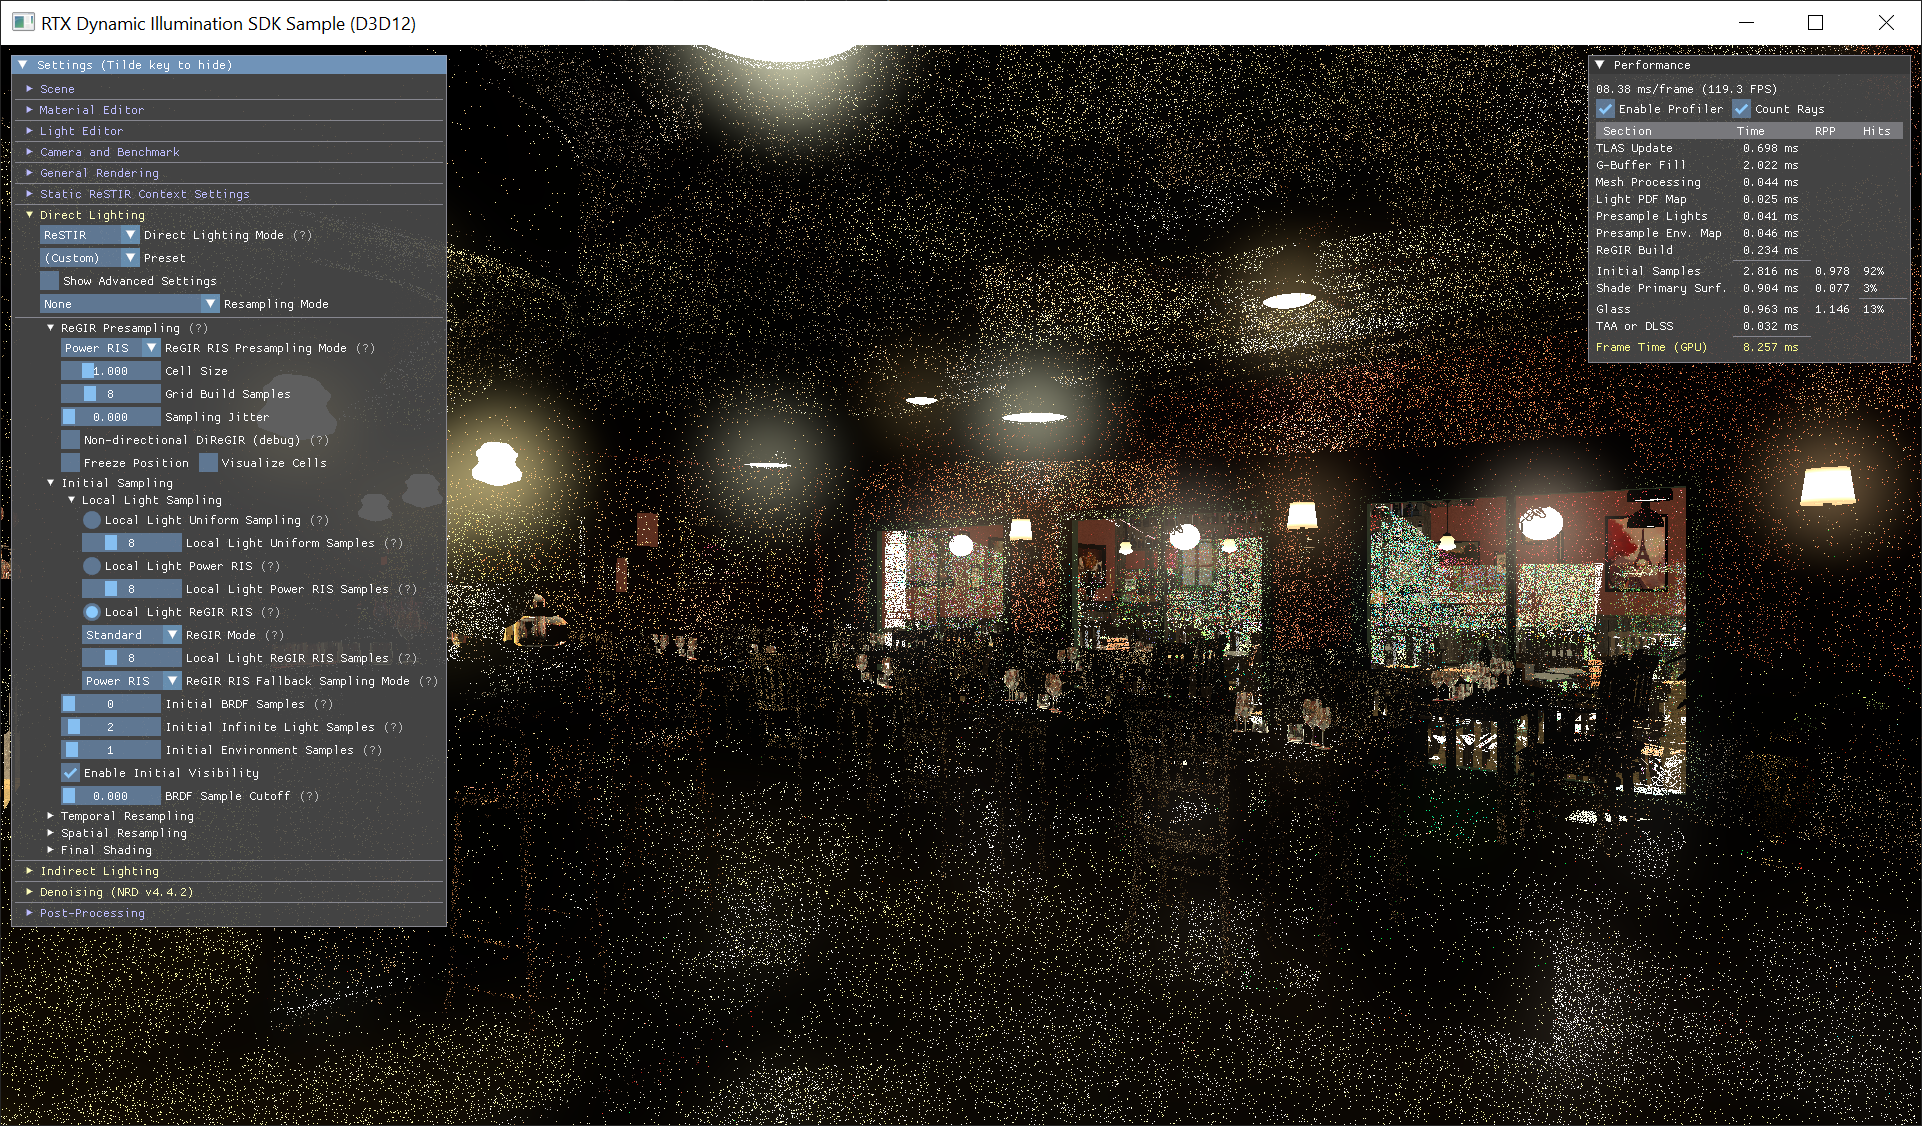 RTX Dynamic Illumination SDK Sample (D3D12)
Settings (Tilde key to hide)
Scene
Material Editor
Light Editor
Camera and Benchmark
General Rendering
Static ReSTIR Context Settings
Direct Lighting
ReSTIR Direct Lighting Mode (?)
(Custom) Preset
Show Advanced Settings
None Resampling Mode
ReGIR Presampling (?)
Power RIS ReGIR RIS Presampling Mode (?)
1.000 Cell Size
8 Grid Build Samples
0.000 Sampling Jitter
Non-directional DiReGIR (debug) (?)
Freeze Position Visualize Cells
Initial Sampling
Local Light Sampling
Local Light Uniform Sampling (?)
8 Local Light Uniform Samples (?)
Local Light Power RIS (?)
8 Local Light Power RIS Samples (?)
Local Light ReGIR RIS (?)
Standard ReGIR Mode (?)
8 Local Light ReGIR RIS Samples (?)
Power RIS ReGIR RIS Fallback Sampling Mode (?)
0 Initial BRDF Samples (?)
2 Initial Infinite Light Samples (?)
1 Initial Environment Samples (?)
Enable Initial Visibility
0.000 BRDF Sample Cutoff (?)
Temporal Resampling
Spatial Resampling
Final Shading
Indirect Lighting
Denoising (NRD v4.4.2)
Post-Processing
Performance
08.38 ms/frame (119.3 FPS)
Enable Profiler Count Rays
Section Time RPP Hits
TLAS Update 0.698 ms
G-Buffer Fill 2.022 ms
Mesh Processing 0.044 ms
Light PDF Map 0.025 ms
Presample Lights 0.041 ms
Presample Env. Map 0.046 ms
ReGIR Build 0.234 ms
Initial Samples 2.816 ms 0.978 92%
Shade Primary Surf. 0.904 ms 0.077 3%
Glass 0.963 ms 1.146 13%
TAA or DLSS 0.032 ms
Frame Time (GPU) 8.257 ms